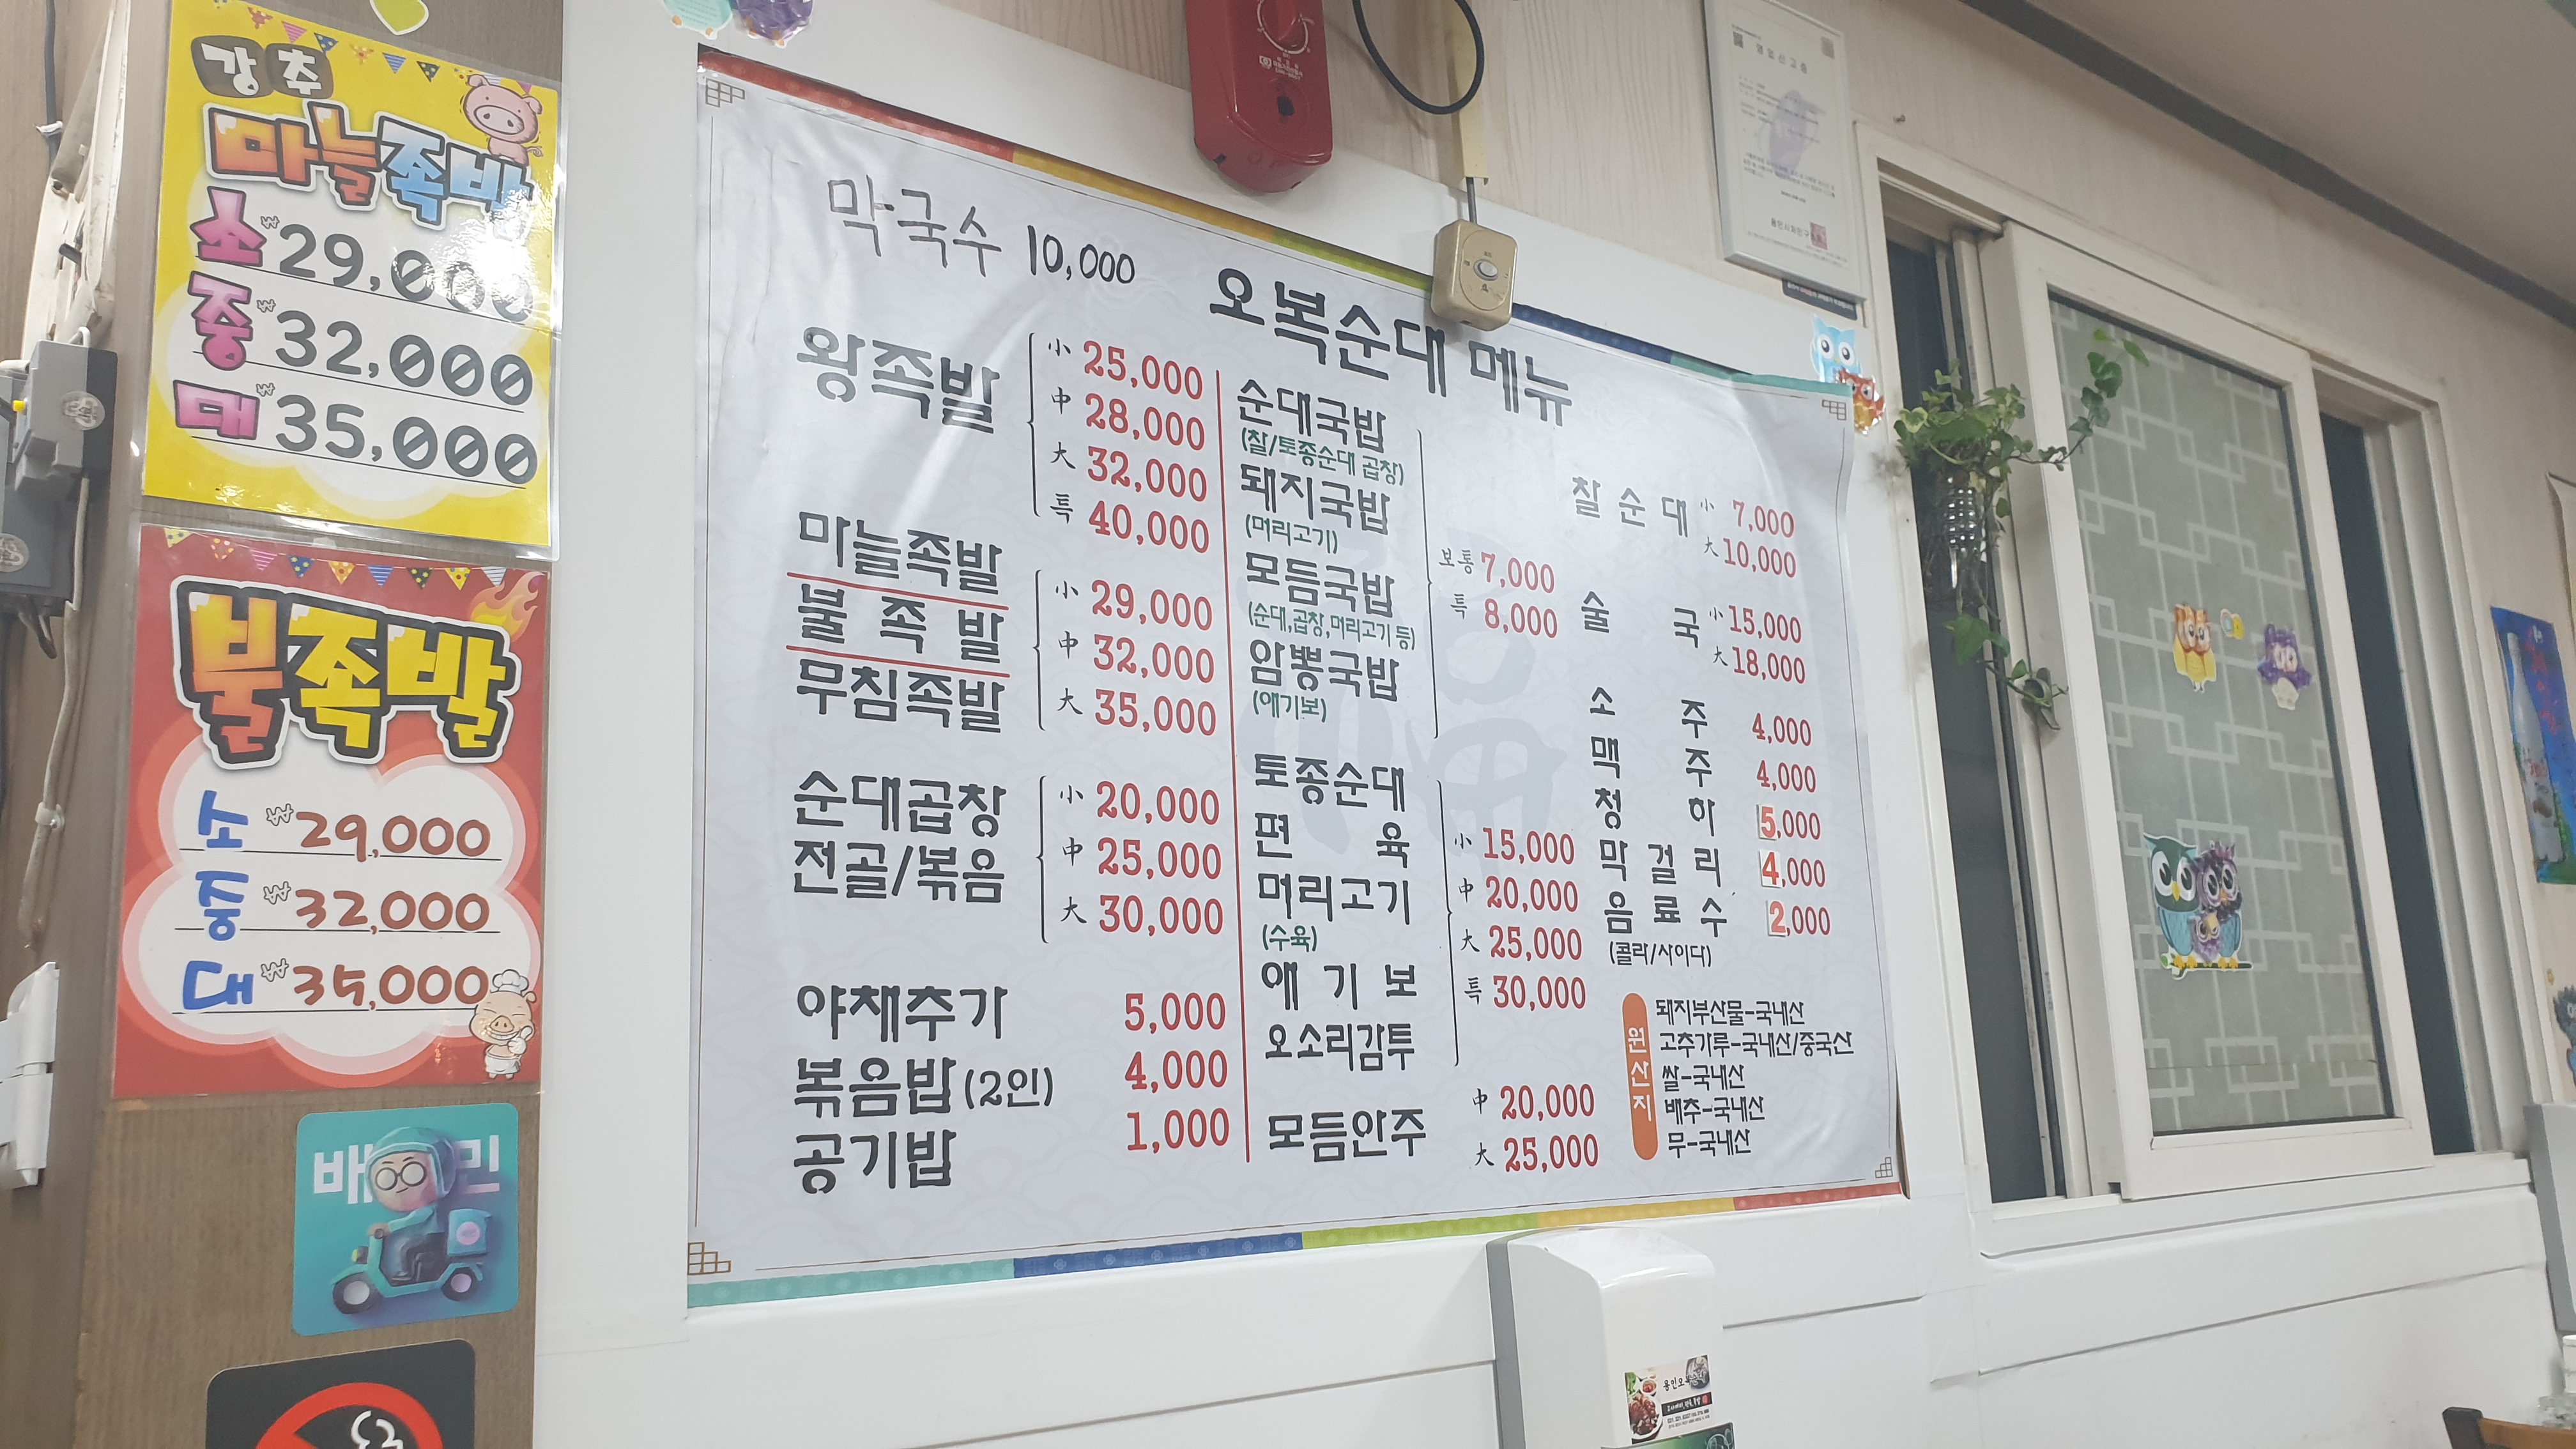 강추
마늘족발
소 ₩29,000
중 ₩32,000
대 ₩35,000
불족발
소 ₩29,000
중 ₩32,000
대 ₩35,000
막국수 10,000
오복순대 메뉴
왕족발
小 25,000
中 28,000
大 32,000
특 40,000
마늘족발
불족발
무침족발
小 29,000
中 32,000
大 35,000
순대곱창
전골/볶음
小 20,000
中 25,000
大 30,000
야채추가 5,000
볶음밥(2인) 4,000
공기밥 1,000
순대국밥
(찰/토종순대 곱창)
돼지국밥
(머리고기)
모듬국밥
(순대,곱창,머리고기 등)
암뽕국밥
(애기보)
보통 7,000
특 8,000
토종순대
편육
머리고기
(수육)
애기보
오소리감투
小 15,000
中 20,000
大 25,000
특 30,000
모듬안주
中 20,000
大 25,000
찰순대 小 7,000
大 10,000
술국 小 15,000
大 18,000
소주 4,000
맥주 4,000
청하 5,000
막걸리 4,000
음료수 2,000
(콜라/사이다)
원산지
돼지부산물-국내산
고추가루-국내산/중국산
쌀-국내산
배추-국내산
무-국내산
영업신고증